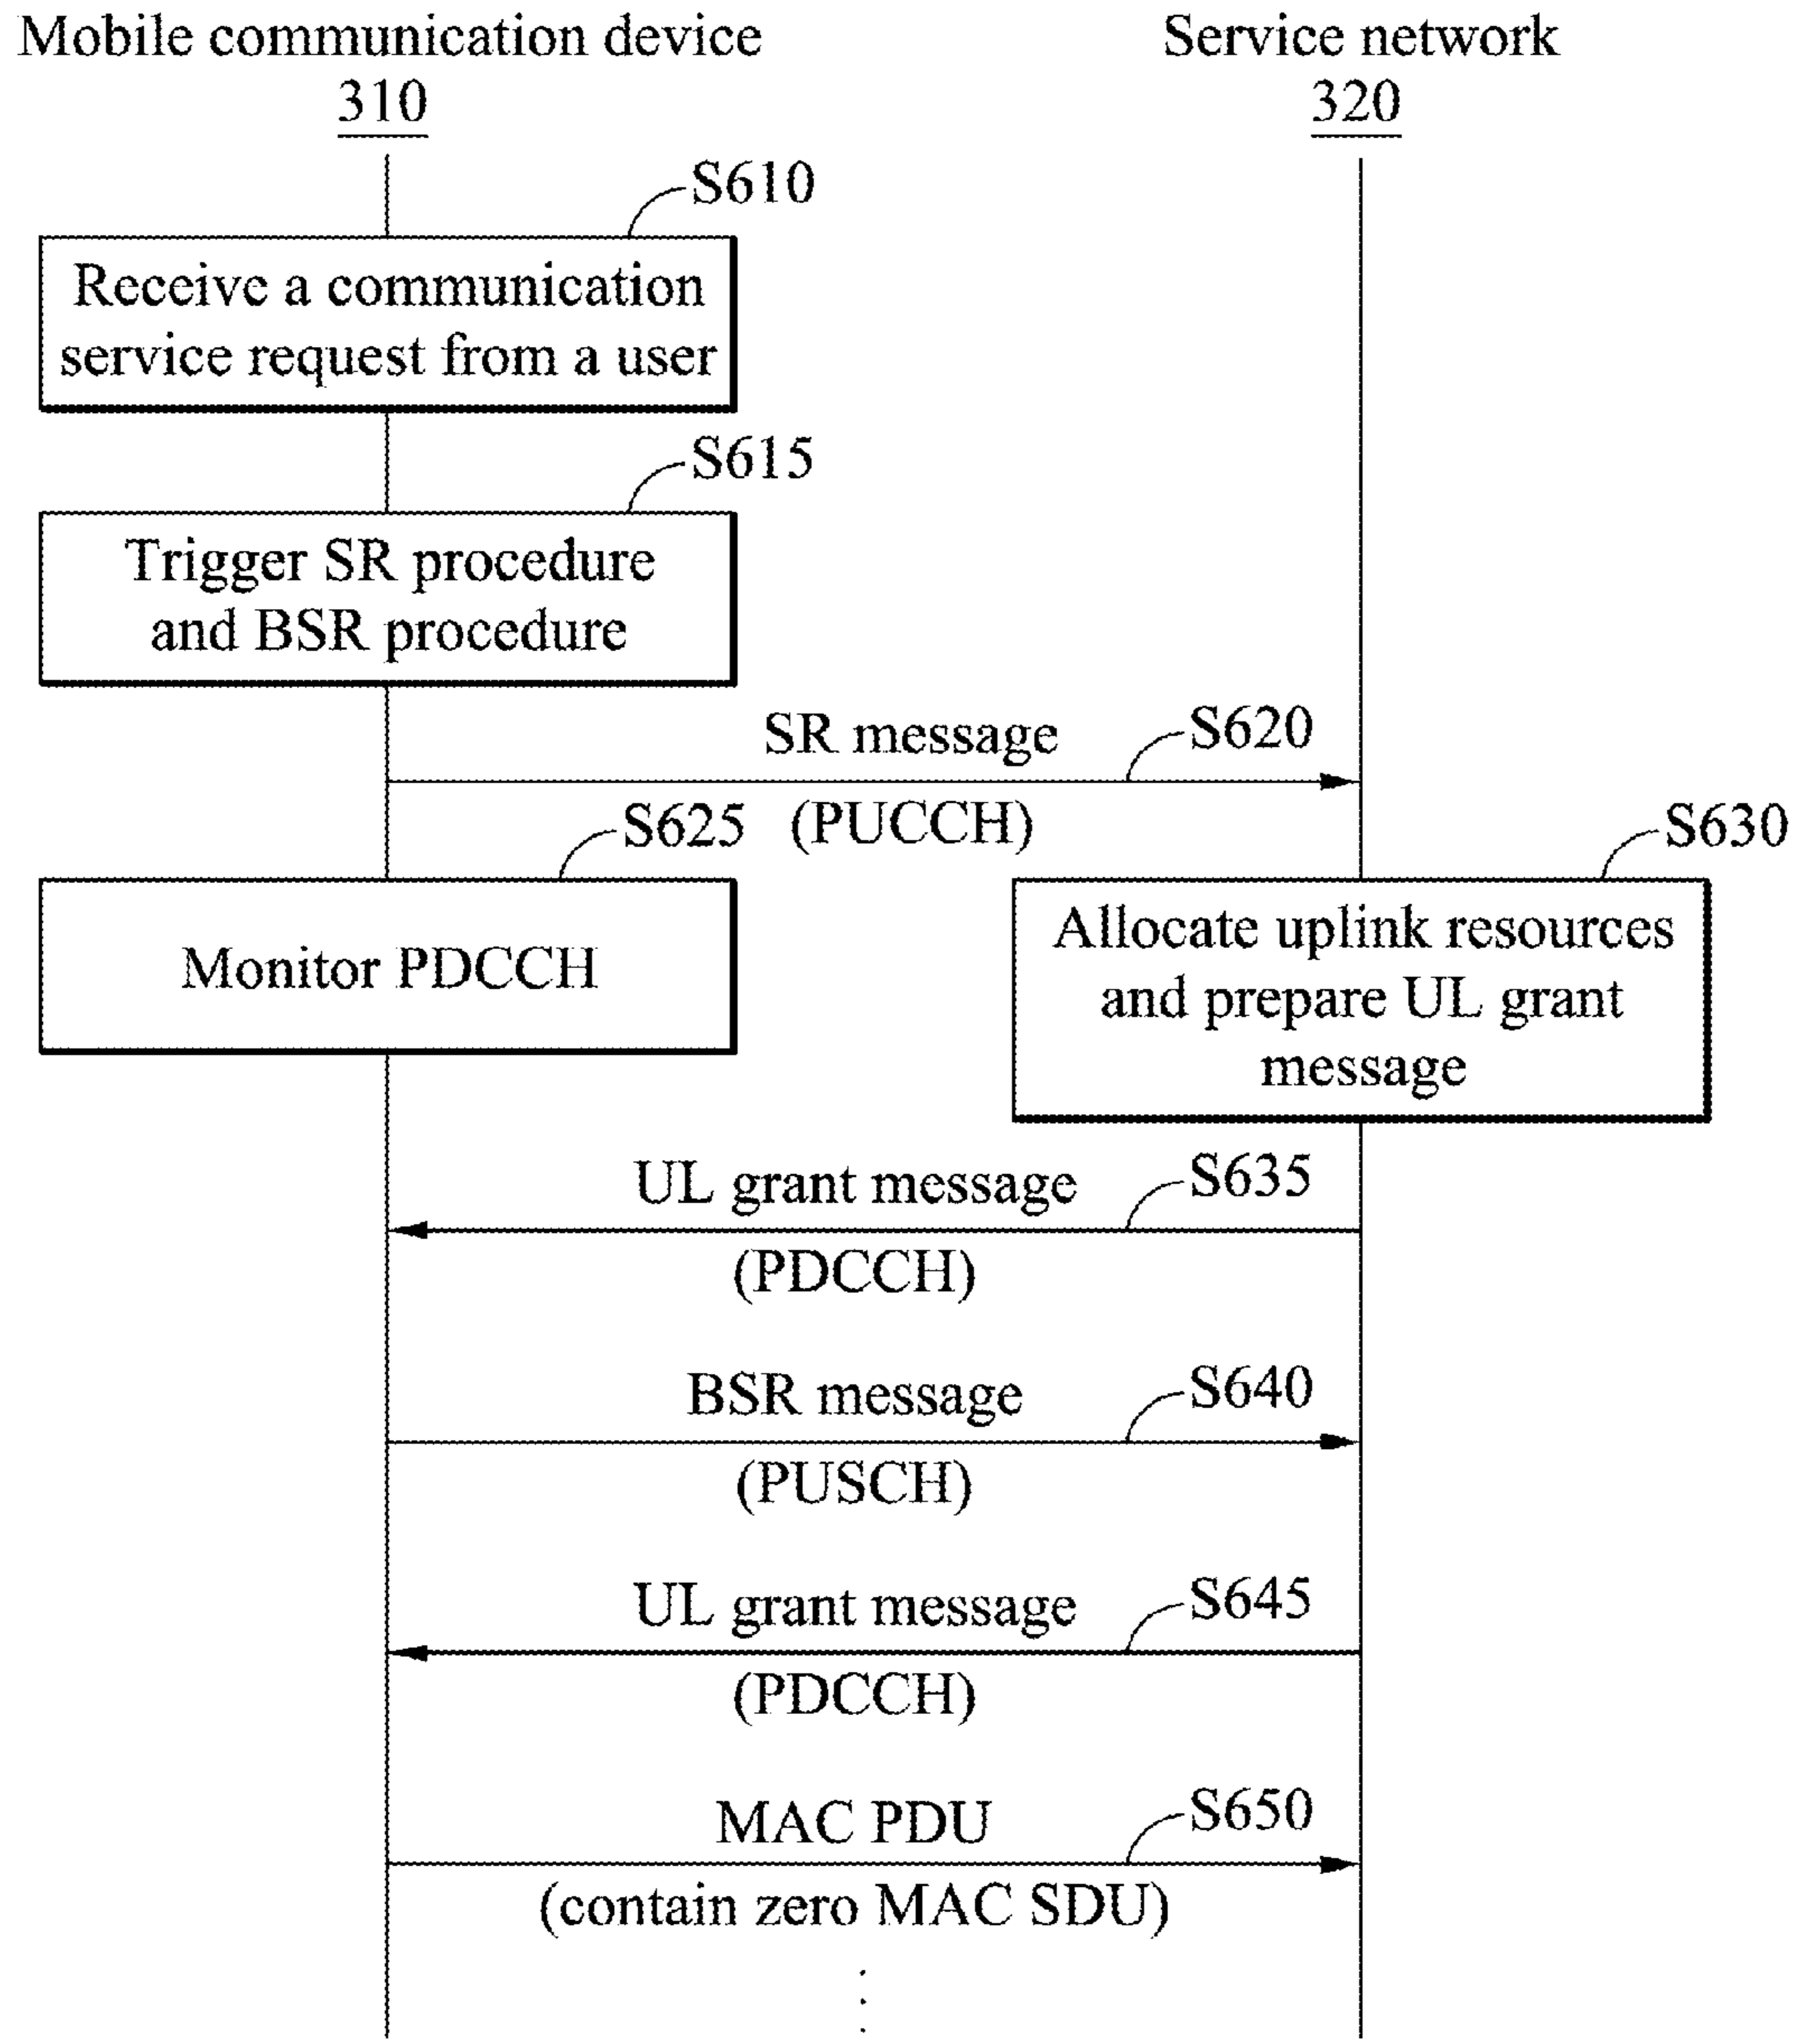 Mobile communication device
310
Service network
320
S610
Receive a communication
service request from a user
S615
Trigger SR procedure
and BSR procedure
SR message
S620
(PUCCH)
S625
Monitor PDCCH
S630
Allocate uplink resources
and prepare UL grant
message
UL grant message
S635
(PDCCH)
BSR message
S640
(PUSCH)
UL grant message
S645
(PDCCH)
MAC PDU
S650
(contain zero MAC SDU)